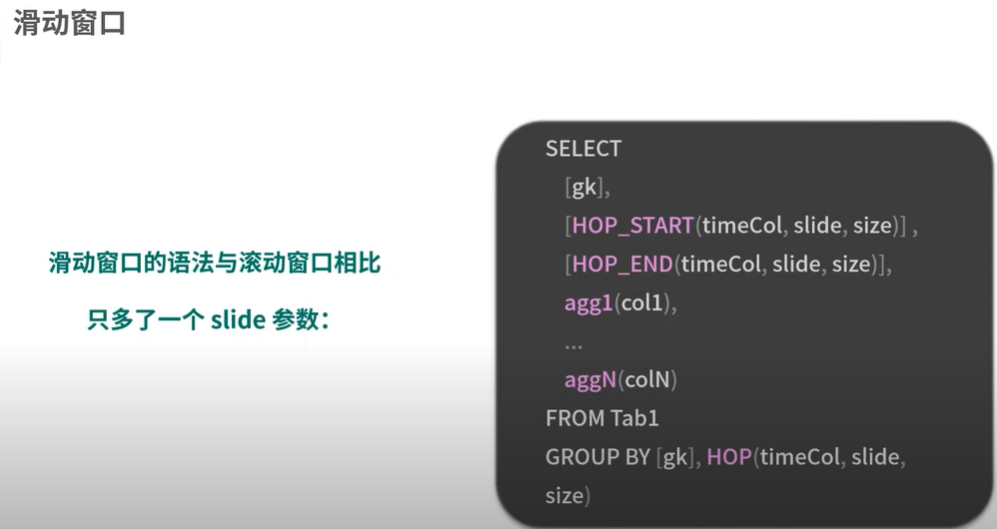 滑动窗口
滑动窗口的语法与滚动窗口相比
只多了一个 slide 参数：
SELECT
[gk],
[HOP_START(timeCol, slide, size)] ,
[HOP_END(timeCol, slide, size)],
agg1(col1),
...
aggN(colN)
FROM Tab1
GROUP BY [gk], HOP(timeCol, slide,
size)